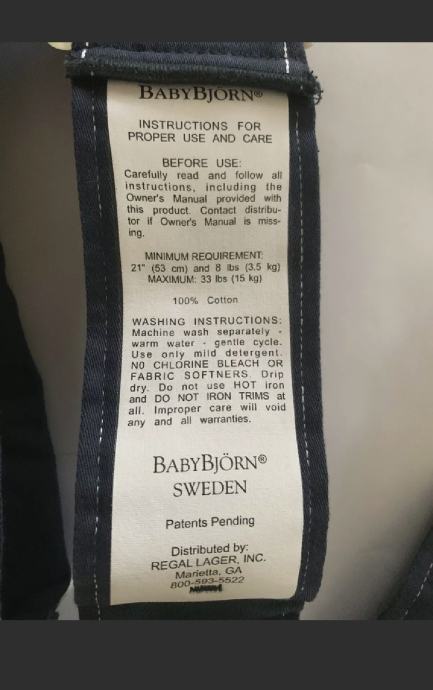 BABYBJÖRN®
INSTRUCTIONS FOR
PROPER USE AND CARE
BEFORE USE:
Carefully read and follow all
instructions, including the
Owner's Manual provided with
this product. Contact distribu-
tor if Owner's Manual is miss-
ing.
MINIMUM REQUIREMENT:
21" (53 cm) and 8 lbs (3.5 kg)
MAXIMUM: 33 lbs (15 kg)
100% Cotton
WASHING INSTRUCTIONS:
Machine wash separately -
warm water - gentle cycle.
Use only mild detergent.
NO CHLORINE BLEACH OR
FABRIC SOFTNERS. Drip
dry. Do not use HOT iron
and DO NOT IRON TRIMS at
all. Improper care will void
any and all warranties.
BABYBJÖRN®
SWEDEN
Patents Pending
Distributed by:
REGAL LAGER, INC.
Marietta, GA
800-593-5522